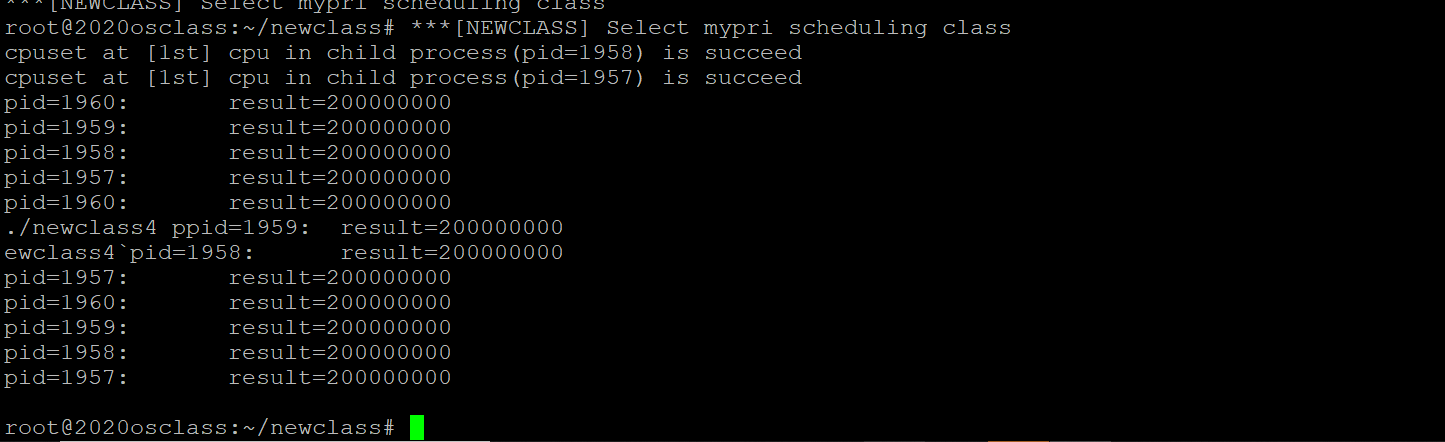 ***[NEWCLASS] Select mypri scheduling class
root@2020osclass:~/newclass# ***[NEWCLASS] Select mypri scheduling class
cpuset at [1st] cpu in child process(pid=1958) is succeed
cpuset at [1st] cpu in child process(pid=1957) is succeed
pid=1960:       result=200000000
pid=1959:       result=200000000
pid=1958:       result=200000000
pid=1957:       result=200000000
pid=1960:       result=200000000
./newclass4 ppid=1959:  result=200000000
ewclass4`pid=1958:      result=200000000
pid=1957:       result=200000000
pid=1960:       result=200000000
pid=1959:       result=200000000
pid=1958:       result=200000000
pid=1957:       result=200000000
root@2020osclass:~/newclass#